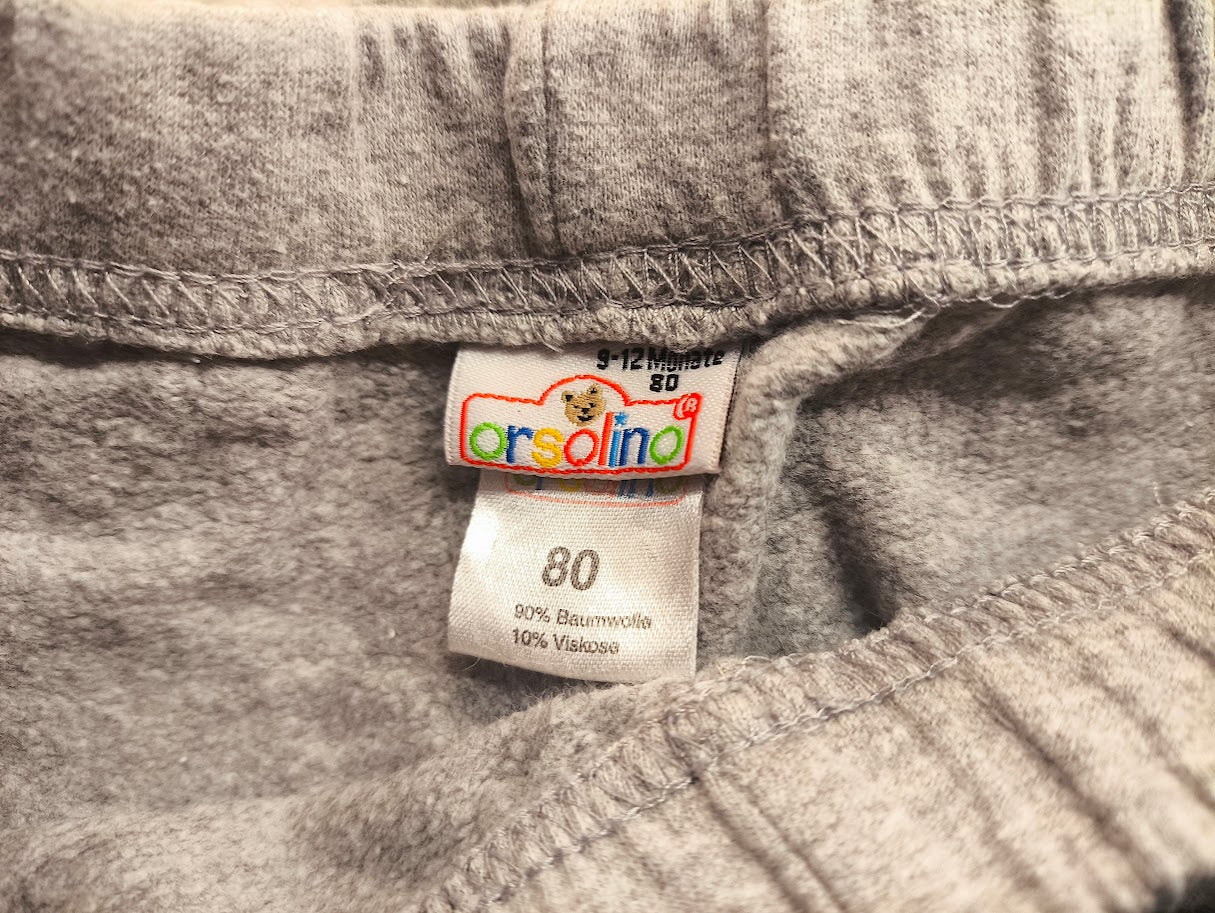 9-12 Monate
80
orsolino®
80
90% Baumwolle
10% Viskose